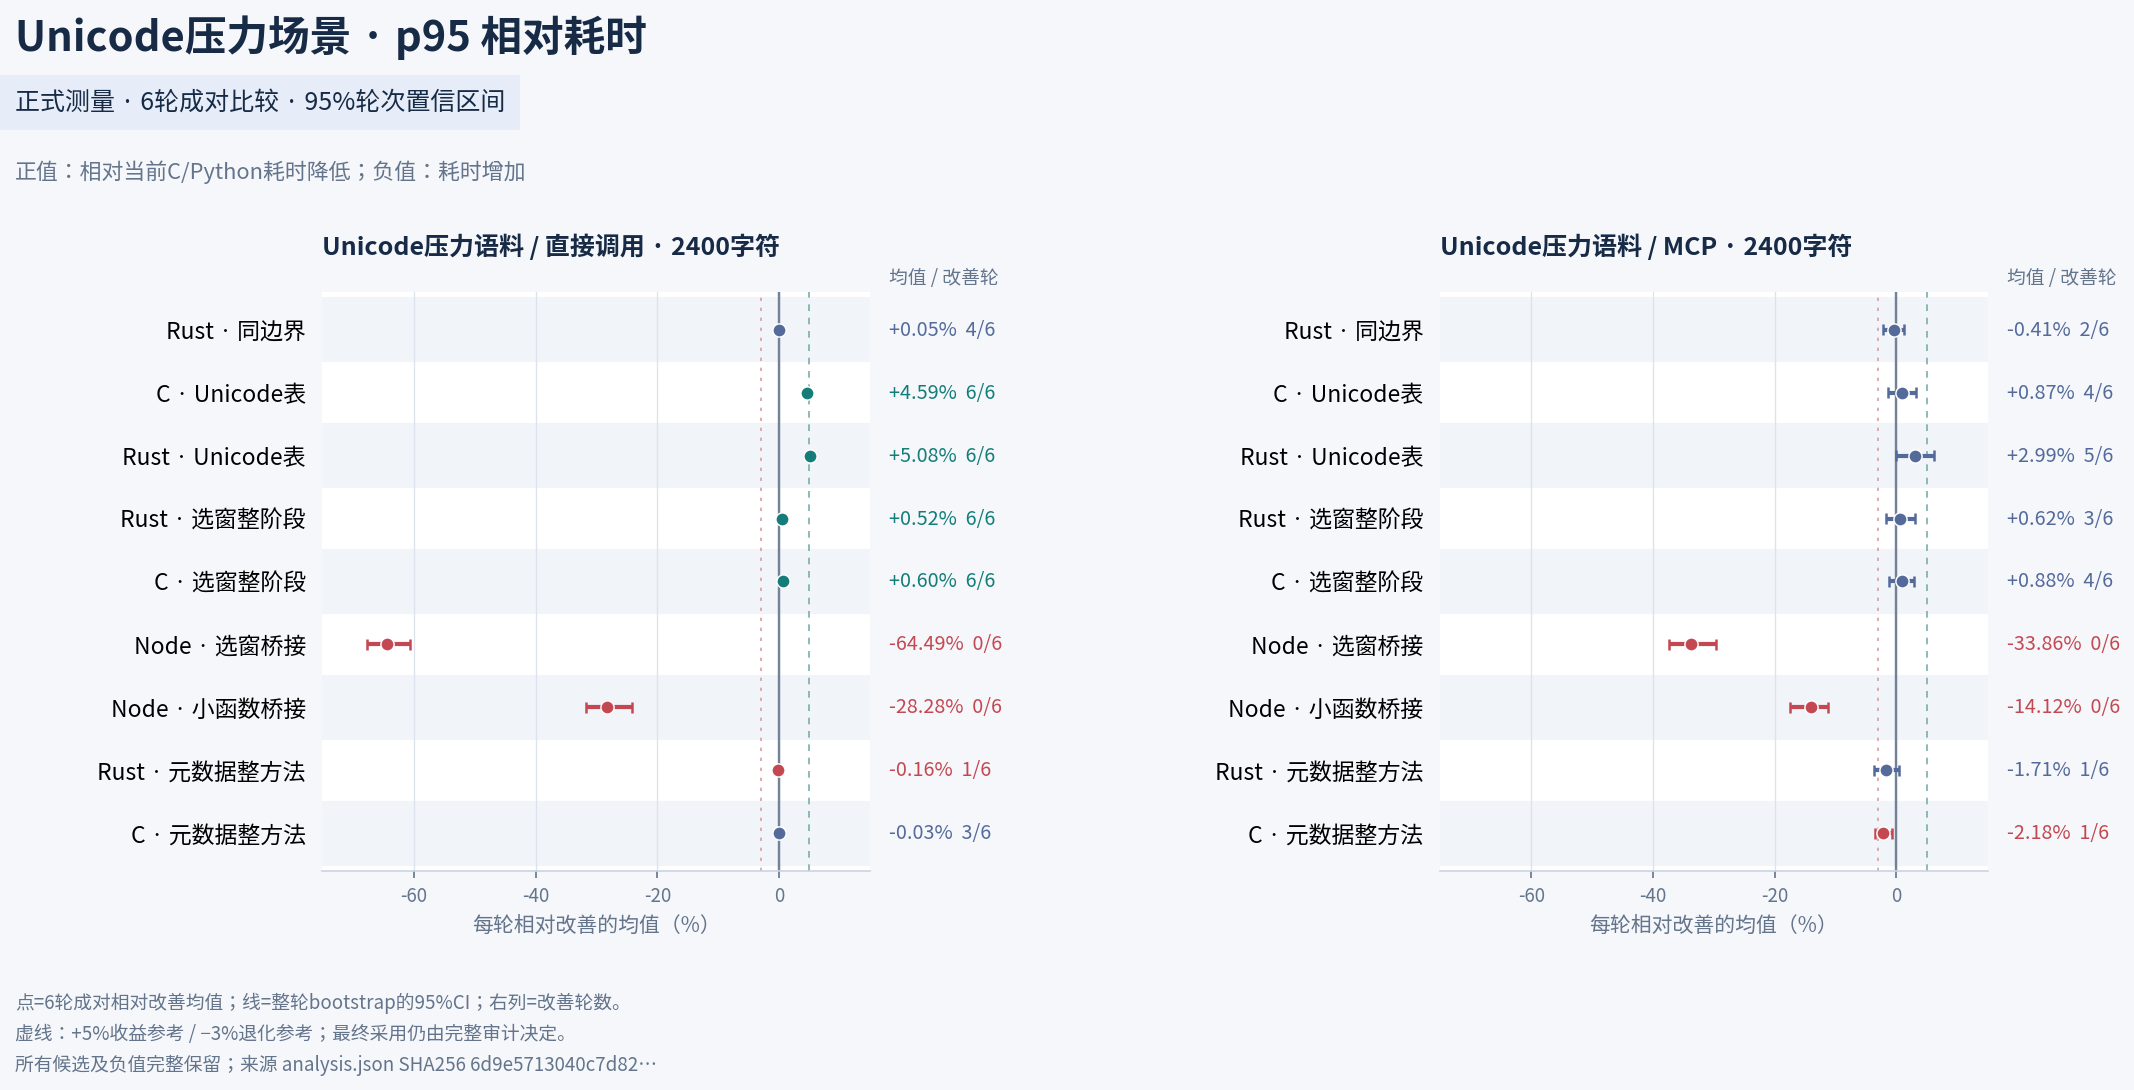 Unicode压力场景 · p95 相对耗时
正式测量 · 6轮成对比较 · 95%轮次置信区间
正值：相对当前C/Python耗时降低；负值：耗时增加
Unicode压力语料 / 直接调用 · 2400字符
均值 / 改善轮
Rust · 同边界 +0.05% 4/6
C · Unicode表 +4.59% 6/6
Rust · Unicode表 +5.08% 6/6
Rust · 选窗整阶段 +0.52% 6/6
C · 选窗整阶段 +0.60% 6/6
Node · 选窗桥接 -64.49% 0/6
Node · 小函数桥接 -28.28% 0/6
Rust · 元数据整方法 -0.16% 1/6
C · 元数据整方法 -0.03% 3/6
-60 -40 -20 0
每轮相对改善的均值（%）
Unicode压力语料 / MCP · 2400字符
均值 / 改善轮
Rust · 同边界 -0.41% 2/6
C · Unicode表 +0.87% 4/6
Rust · Unicode表 +2.99% 5/6
Rust · 选窗整阶段 +0.62% 3/6
C · 选窗整阶段 +0.88% 4/6
Node · 选窗桥接 -33.86% 0/6
Node · 小函数桥接 -14.12% 0/6
Rust · 元数据整方法 -1.71% 1/6
C · 元数据整方法 -2.18% 1/6
-60 -40 -20 0
每轮相对改善的均值（%）
点=6轮成对相对改善均值；线=整轮bootstrap的95%CI；右列=改善轮数。
虚线：+5%收益参考 / −3%退化参考；最终采用仍由完整审计决定。
所有候选及负值完整保留；来源 analysis.json SHA256 6d9e5713040c7d82…